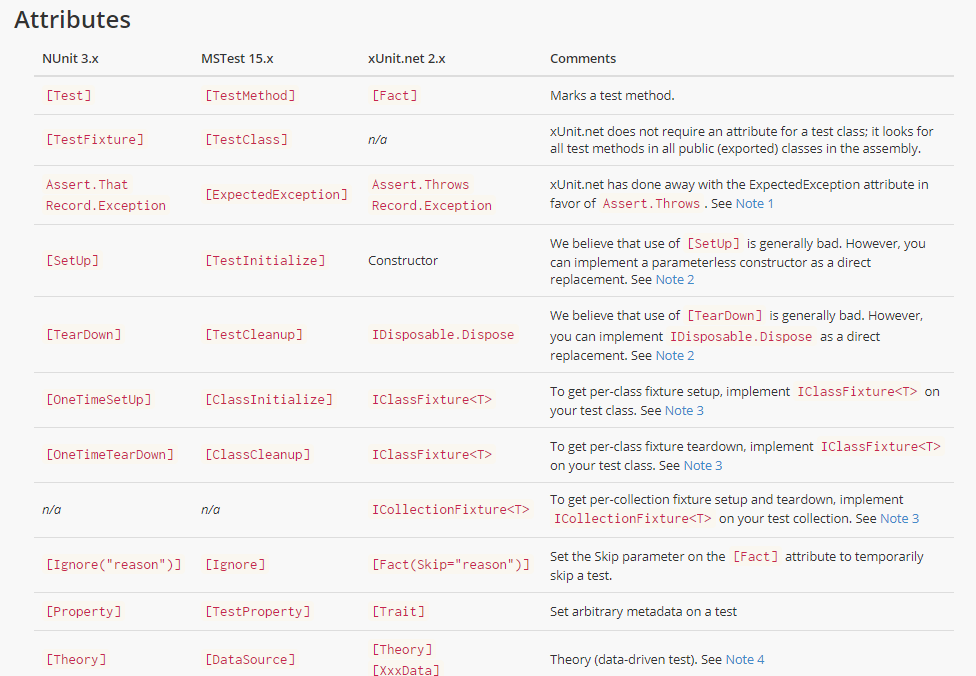 Attributes
NUnit 3.x MSTest 15.x xUnit.net 2.x Comments
[Test] [TestMethod] [Fact] Marks a test method.
[TestFixture] [TestClass] n/a xUnit.net does not require an attribute for a test class; it looks for
all test methods in all public (exported) classes in the assembly.
Assert.That [ExpectedException] Assert.Throws xUnit.net has done away with the ExpectedException attribute in
Record.Exception Record.Exception favor of Assert.Throws . See Note 1
[SetUp] [TestInitialize] Constructor We believe that use of [SetUp] is generally bad. However, you
can implement a parameterless constructor as a direct
replacement. See Note 2
[TearDown] [TestCleanup] IDisposable.Dispose We believe that use of [TearDown] is generally bad. However,
you can implement IDisposable.Dispose as a direct
replacement. See Note 2
[OneTimeSetUp] [ClassInitialize] IClassFixture<T> To get per-class fixture setup, implement IClassFixture<T> on
your test class. See Note 3
[OneTimeTearDown] [ClassCleanup] IClassFixture<T> To get per-class fixture teardown, implement IClassFixture<T>
on your test class. See Note 3
n/a n/a ICollectionFixture<T> To get per-collection fixture setup and teardown, implement
ICollectionFixture<T> on your test collection. See Note 3
[Ignore("reason")] [Ignore] [Fact(Skip="reason")] Set the Skip parameter on the [Fact] attribute to temporarily
skip a test.
[Property] [TestProperty] [Trait] Set arbitrary metadata on a test
[Theory] [DataSource] [Theory] Theory (data-driven test). See Note 4
[XxxData]